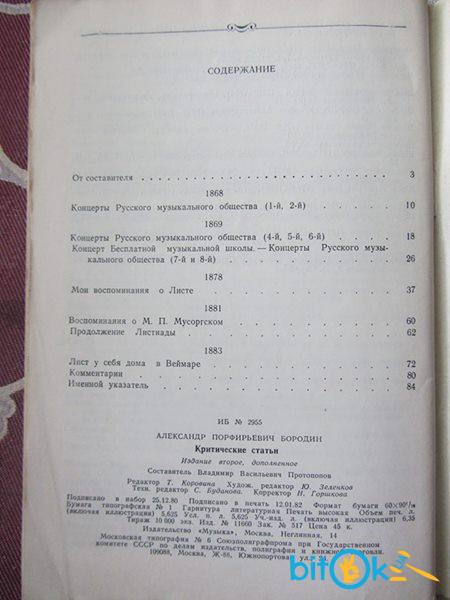 СОДЕРЖАНИЕ
От составителя . . . 3
1868
Концерты Русского музыкального общества (1-й, 2-й) . . . 10
1869
Концерты Русского музыкального общества (4-й, 5-й, 6-й) . . . 18
Концерт Бесплатной музыкальной школы. — Концерты Русского музы-
кального общества (7-й и 8-й) . . . 26
1878
Мои воспоминания о Листе . . . 37
1881
Воспоминания о М. П. Мусоргском . . . 60
Продолжение Листиады . . . 62
1883
Лист у себя дома в Веймаре . . . 72
Комментарии . . . 80
Именной указатель . . . 84
ИБ № 2955
АЛЕКСАНДР ПОРФИРЬЕВИЧ БОРОДИН
Критические статьи
Издание второе, дополненное
Составитель Владимир Васильевич Протопопов
Редактор Т. Коровина Худож. редактор Ю. Зеленков
Техн. редактор С. Буданова. Корректор Н. Горшкова
Подписано в набор 25.12.80 Подписано в печать 12.01.82 Формат бумаги 60×90¹/₁₆
Бумага типографская № 1 Гарнитура литературная Печать высокая Объем печ. л.
(включая иллюстрации) 5,625 Усл. п. л. 5,625 Уч.-изд. л. (включая иллюстрации) 6,35
Тираж 10 000 экз. Изд. № 11660 Зак. № 517 Цена 45 к.
Издательство «Музыка», Москва, Неглинная, 14
Московская типография № 6 Союзполиграфпрома при Государственном
комитете СССР по делам издательств, полиграфии и книжной торговли.
109088, Москва, Ж-88, Южнопортовая ул., 24.
bitok.ua